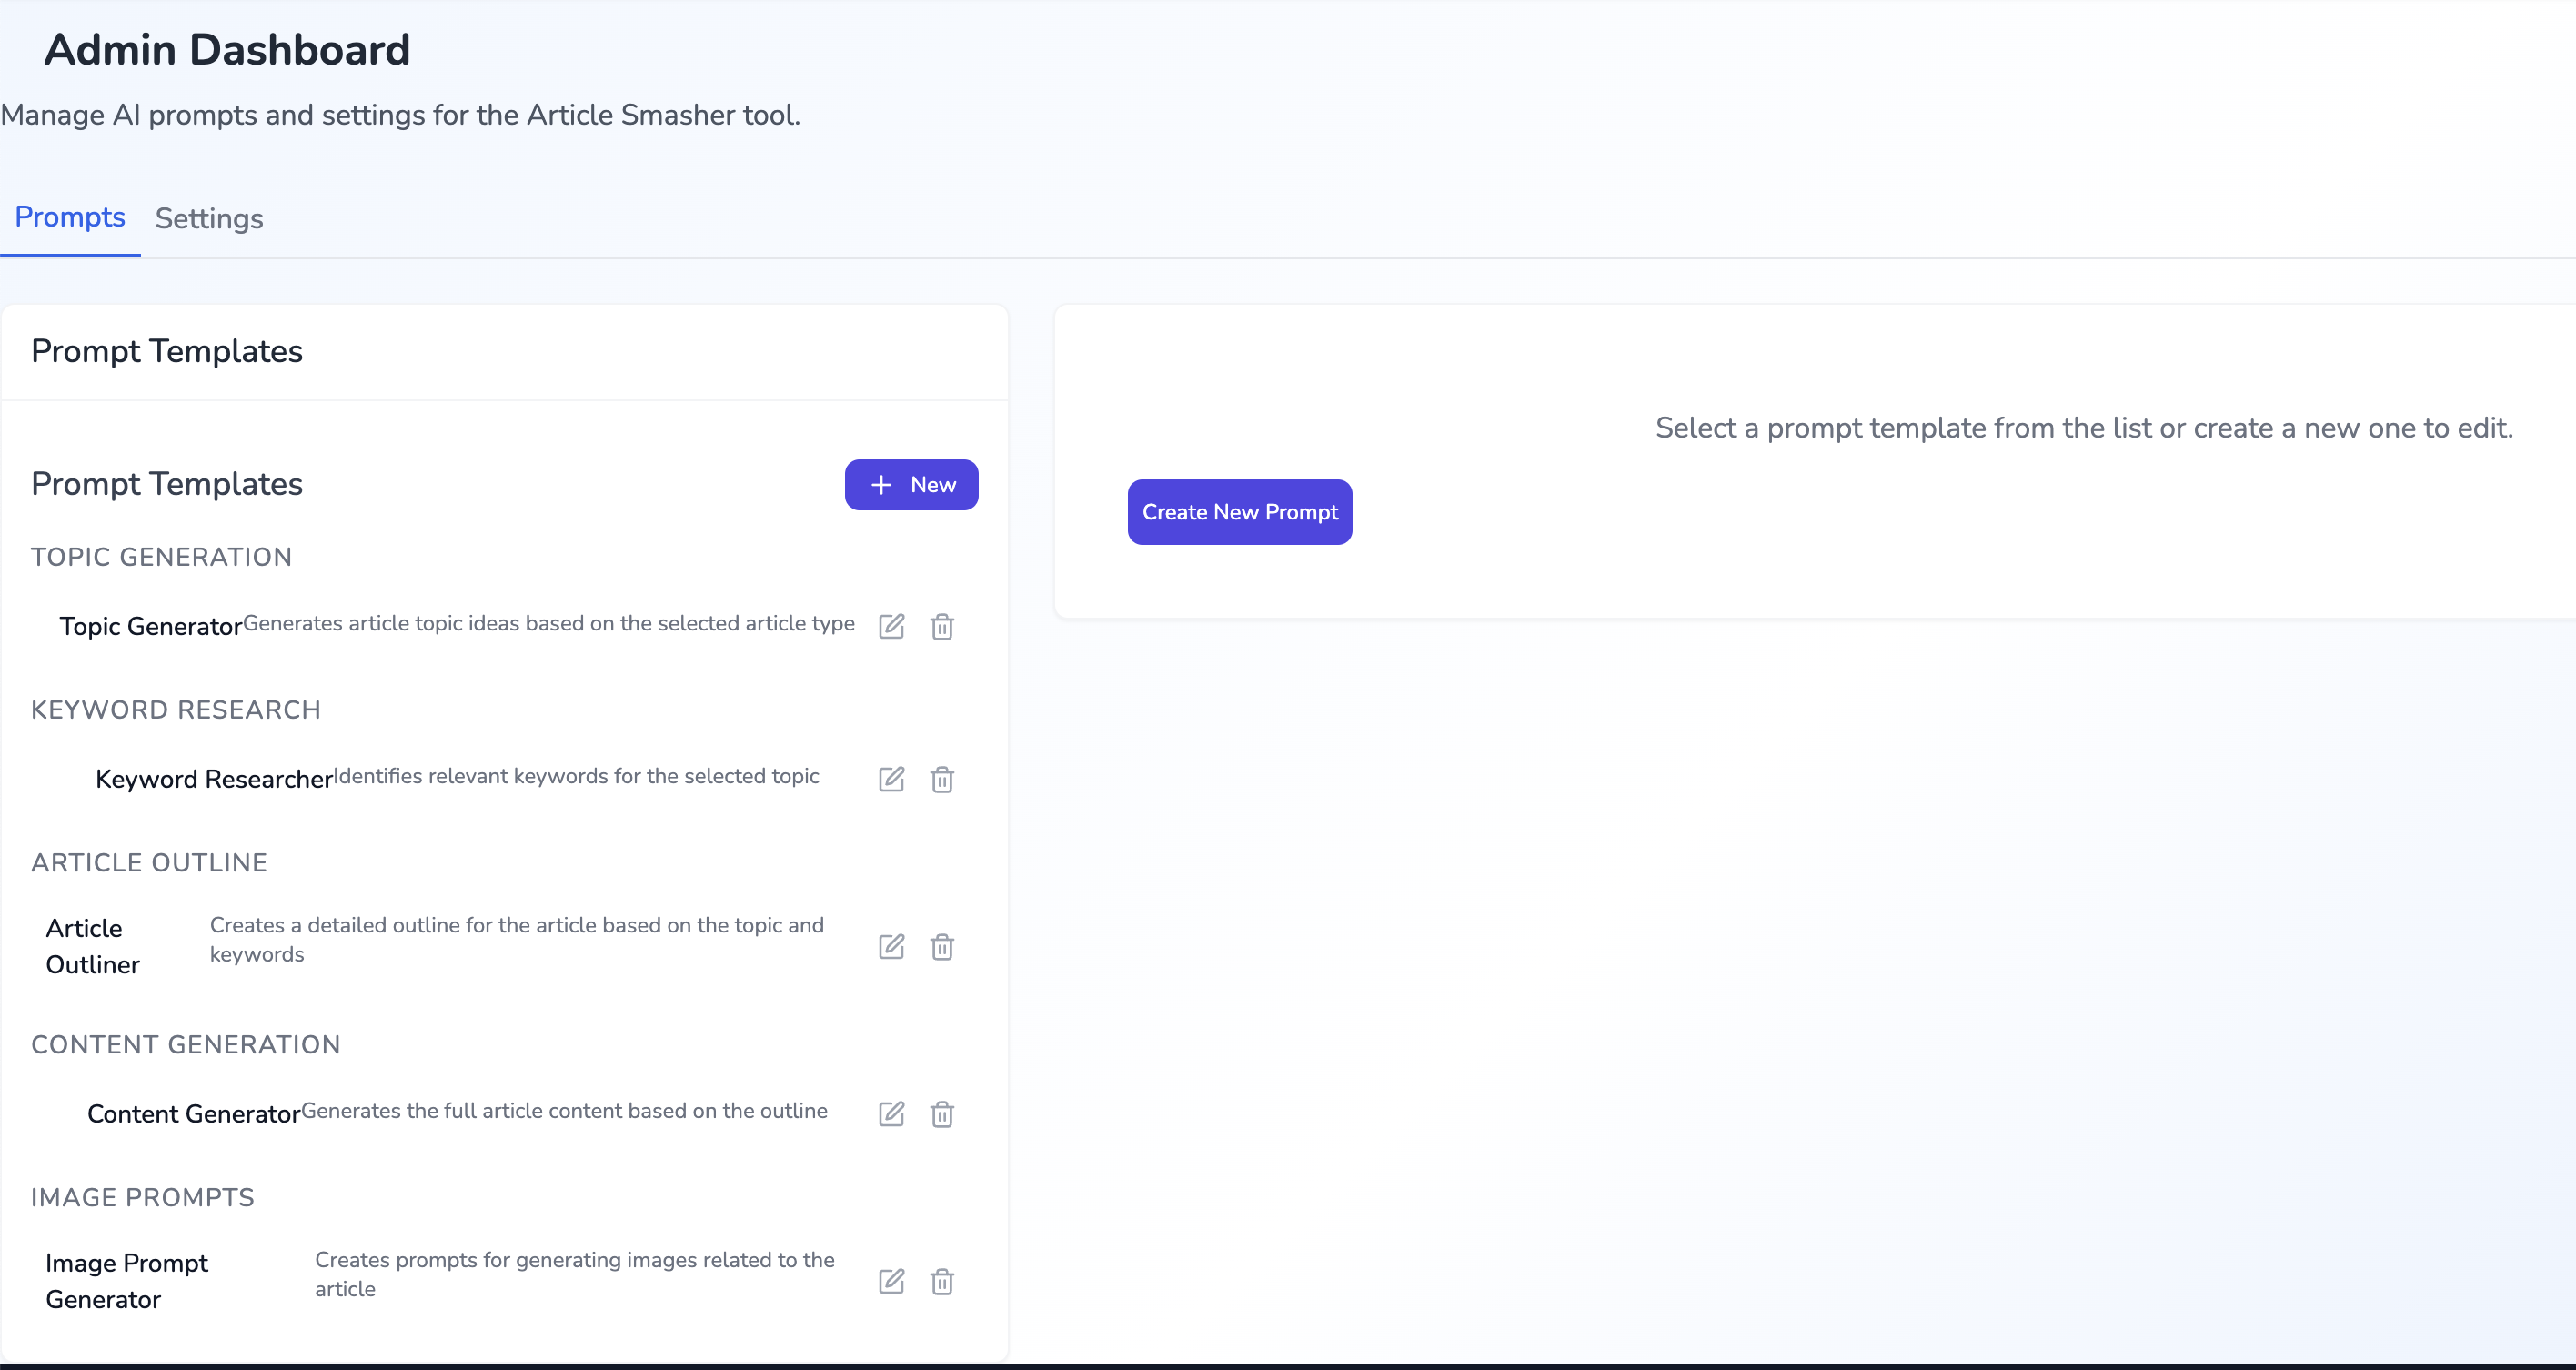 Admin Dashboard
Manage AI prompts and settings for the Article Smasher tool.
Prompts Settings
Prompt Templates
Prompt Templates
New
TOPIC GENERATION
Topic Generator Generates article topic ideas based on the selected article type
KEYWORD RESEARCH
Keyword Researcher Identifies relevant keywords for the selected topic
ARTICLE OUTLINE
Article
Outliner
Creates a detailed outline for the article based on the topic and
keywords
CONTENT GENERATION
Content Generator Generates the full article content based on the outline
IMAGE PROMPTS
Image Prompt
Generator
Creates prompts for generating images related to the
article
Select a prompt template from the list or create a new one to edit.
Create New Prompt